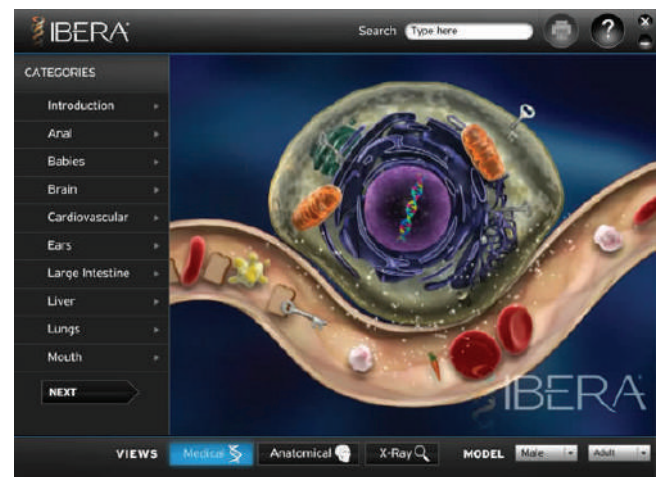 IBERA
Search Type here ?
CATEGORIES
Introduction
Anal
Babies
Brain
Cardiovascular
Ears
Large Intestine
Liver
Lungs
Mouth
NEXT
IBERA
VIEWS Medical Anatomical X-Ray MODEL Male Adult